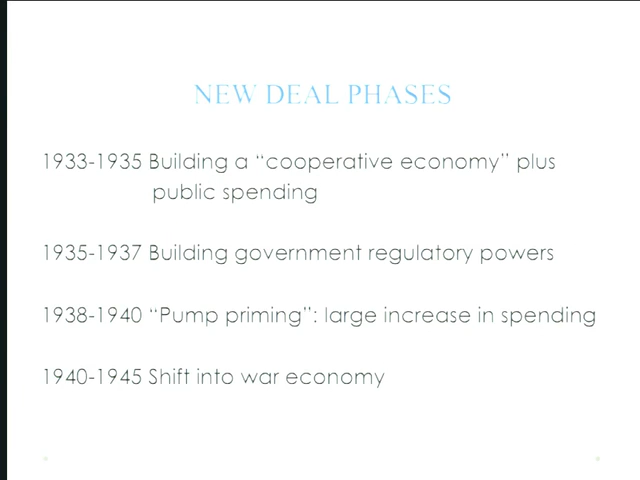 NEW DEAL PHASES
1933-1935 Building a “cooperative economy” plus
public spending
1935-1937 Building government regulatory powers
1938-1940 “Pump priming”: large increase in spending
1940-1945 Shift into war economy